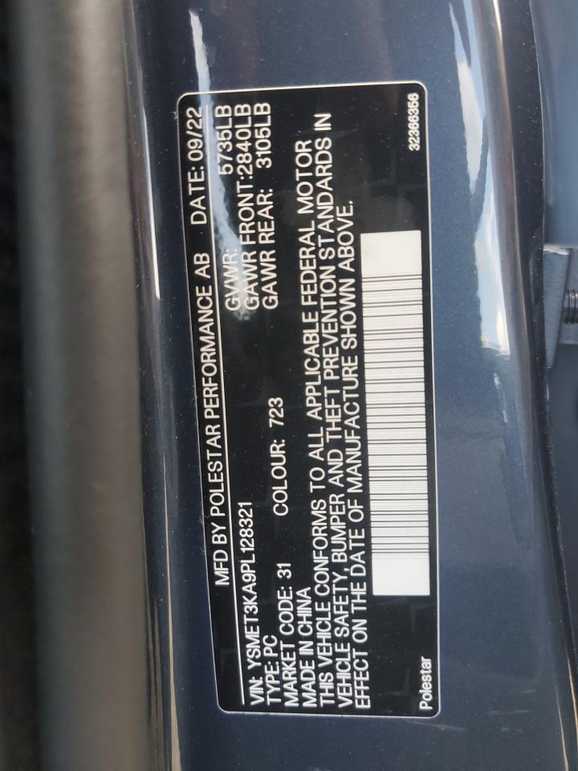 MFD BY POLESTAR PERFORMANCE AB DATE: 09/22
GVWR: 5735LB
GAWR FRONT:2840LB
GAWR REAR: 3105LB
VIN: YSMET3KA9PL128321
TYPE: PC
MARKET CODE: 31 COLOUR: 723
MADE IN CHINA
THIS VEHICLE CONFORMS TO ALL APPLICABLE FEDERAL MOTOR
VEHICLE SAFETY, BUMPER AND THEFT PREVENTION STANDARDS IN
EFFECT ON THE DATE OF MANUFACTURE SHOWN ABOVE.
Polestar 32366356